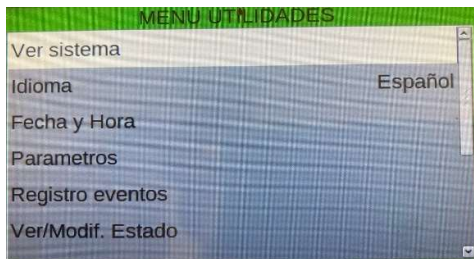 MENU UTILIDADES
Ver sistema
Idioma Español
Fecha y Hora
Parametros
Registro eventos
Ver/Modif. Estado